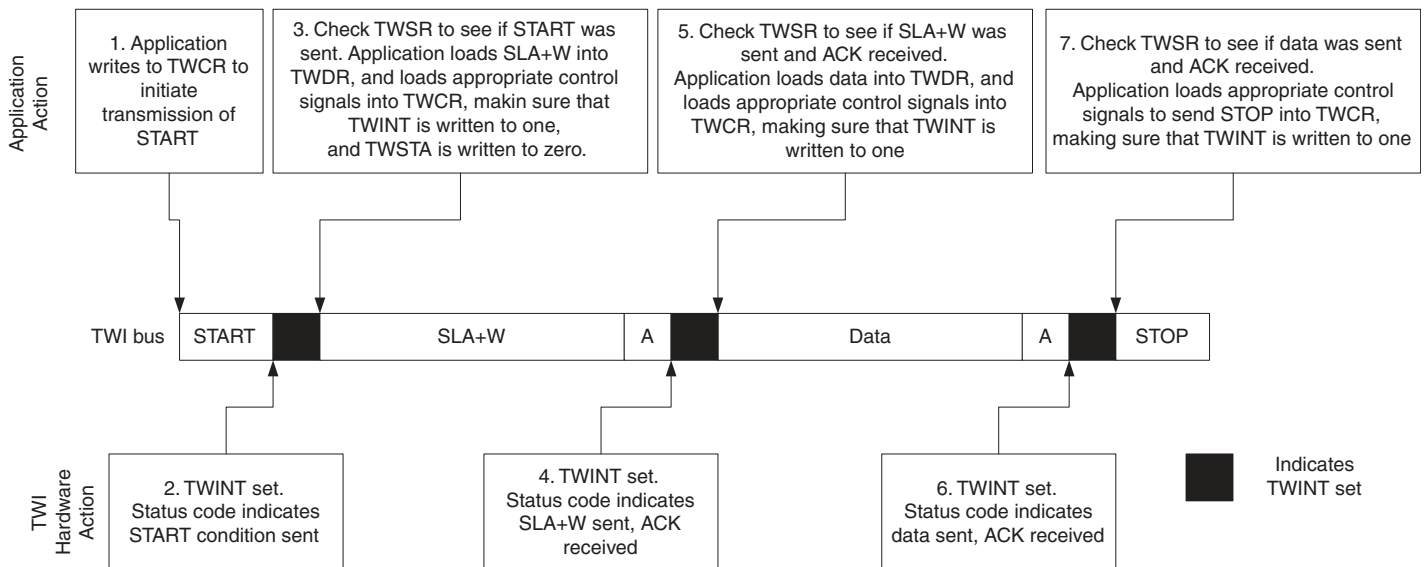 Application
Action
1. Application
writes to TWCR to
initiate
transmission of
START
3. Check TWSR to see if START was
sent. Application loads SLA+W into
TWDR, and loads appropriate control
signals into TWCR, makin sure that
TWINT is written to one,
and TWSTA is written to zero.
5. Check TWSR to see if SLA+W was
sent and ACK received.
Application loads data into TWDR, and
loads appropriate control signals into
TWCR, making sure that TWINT is
written to one
7. Check TWSR to see if data was sent
and ACK received.
Application loads appropriate control
signals to send STOP into TWCR,
making sure that TWINT is written to one
TWI bus
START
SLA+W
A
Data
A
STOP
TWI
Hardware
Action
2. TWINT set.
Status code indicates
START condition sent
4. TWINT set.
Status code indicates
SLA+W sent, ACK
received
6. TWINT set.
Status code indicates
data sent, ACK received
Indicates
TWINT set